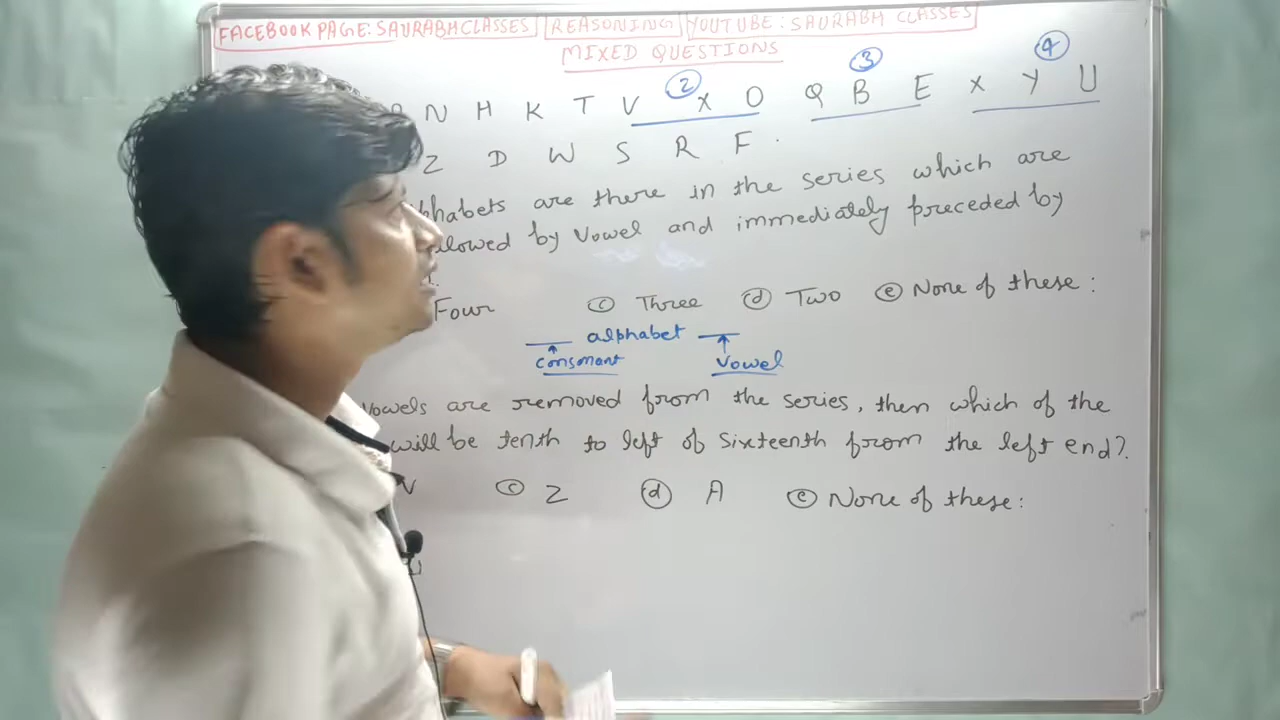 FACEBOOK PAGE: SAURABHCLASSES REASONING YOUTUBE: SAURABH CLASSES
MIXED QUESTIONS
② ③ ④
N H K T V X O Q B E X Y U
Z D W S R F .
are there in the series which are
by vowel and immediately preceded by
Four ⓒ Three ⓓ Two ⓔ None of these:
alphabet
consonant vowel
vowels are removed from the series, then which of the
will be tenth to left of sixteenth from the left end?
V ⓒ Z ⓓ A ⓔ None of these: